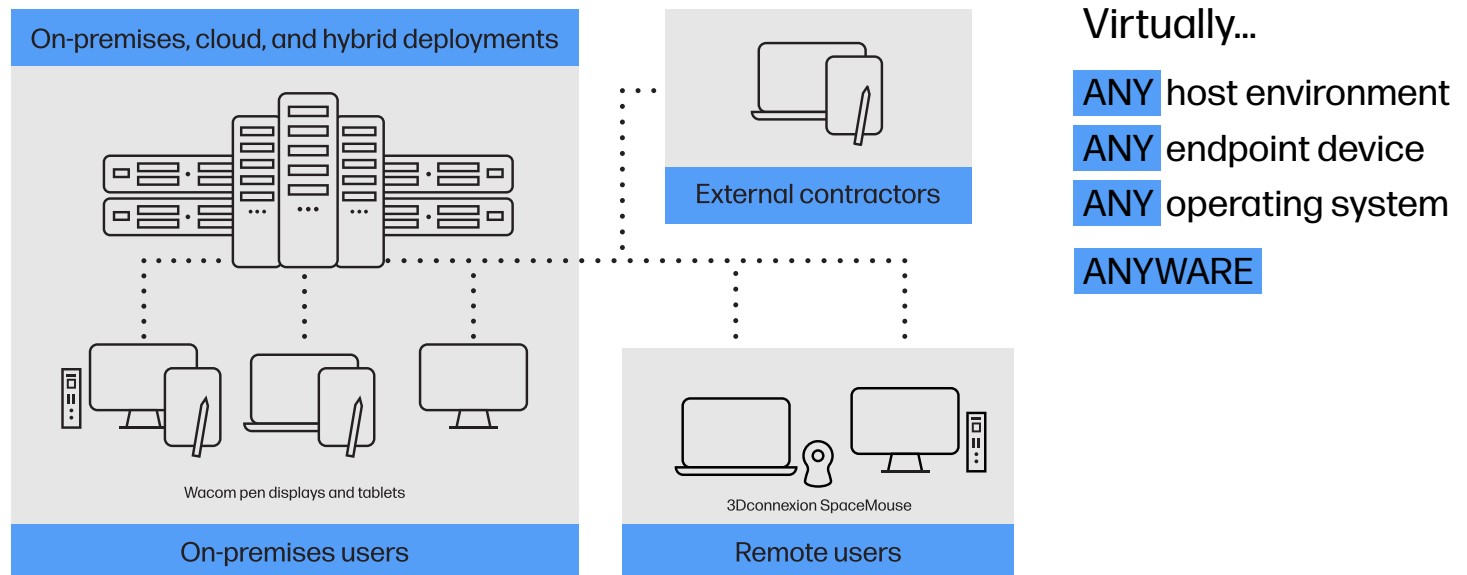 On-premises, cloud, and hybrid deployments
External contractors
Wacom pen displays and tablets
On-premises users
3Dconnexion SpaceMouse
Remote users
Virtually...
ANY host environment
ANY endpoint device
ANY operating system
ANYWARE